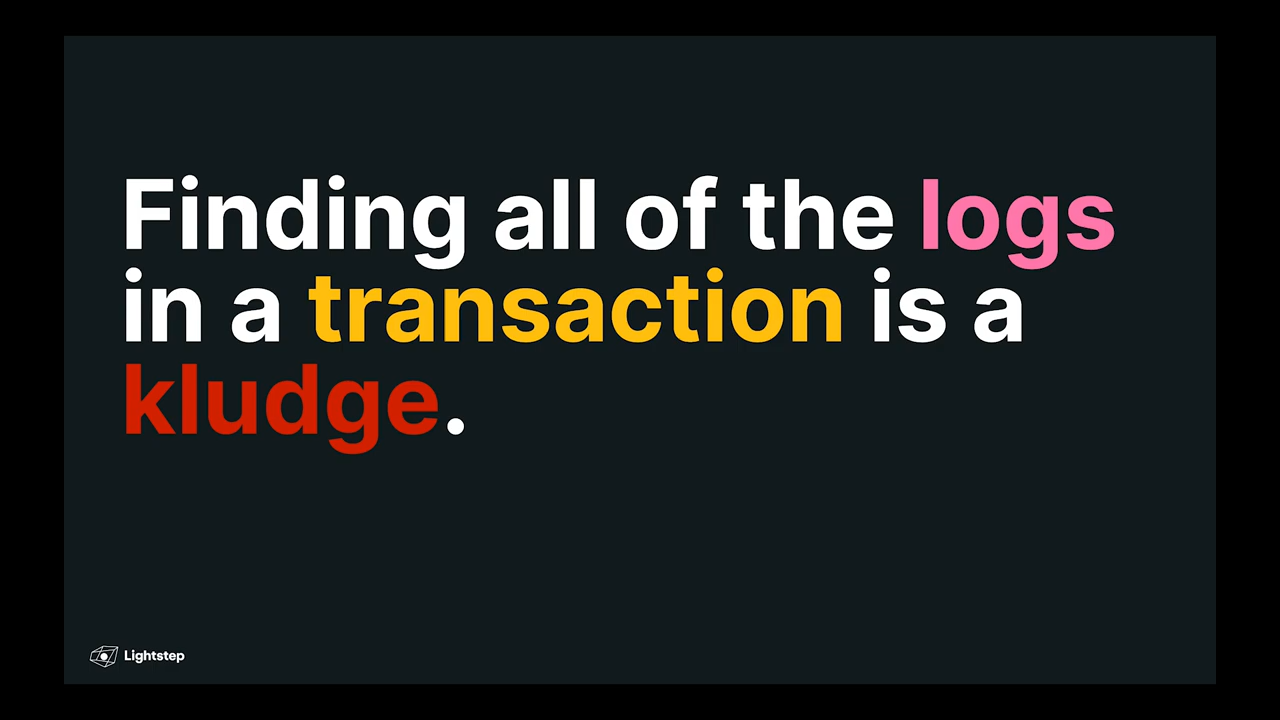 Finding all of the logs
in a transaction is a
kludge.
Lightstep